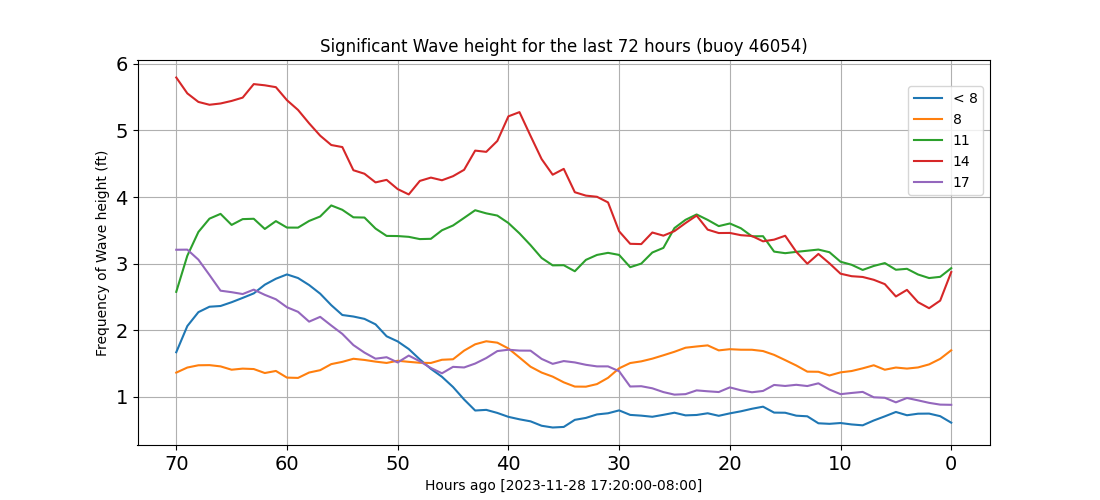 Significant Wave height for the last 72 hours (buoy 46054)
Frequency of Wave height (ft)
6
5
4
3
2
1
< 8
8
11
14
17
70 60 50 40 30 20 10 0
Hours ago [2023-11-28 17:20:00-08:00]